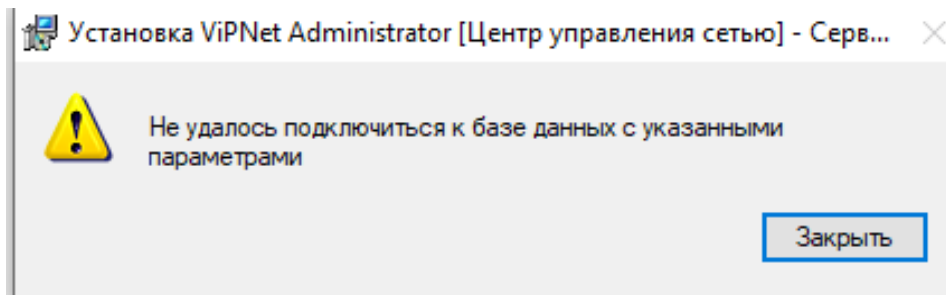 Установка ViPNet Administrator [Центр управления сетью] - Серв...
Не удалось подключиться к базе данных с указанными
параметрами
Закрыть